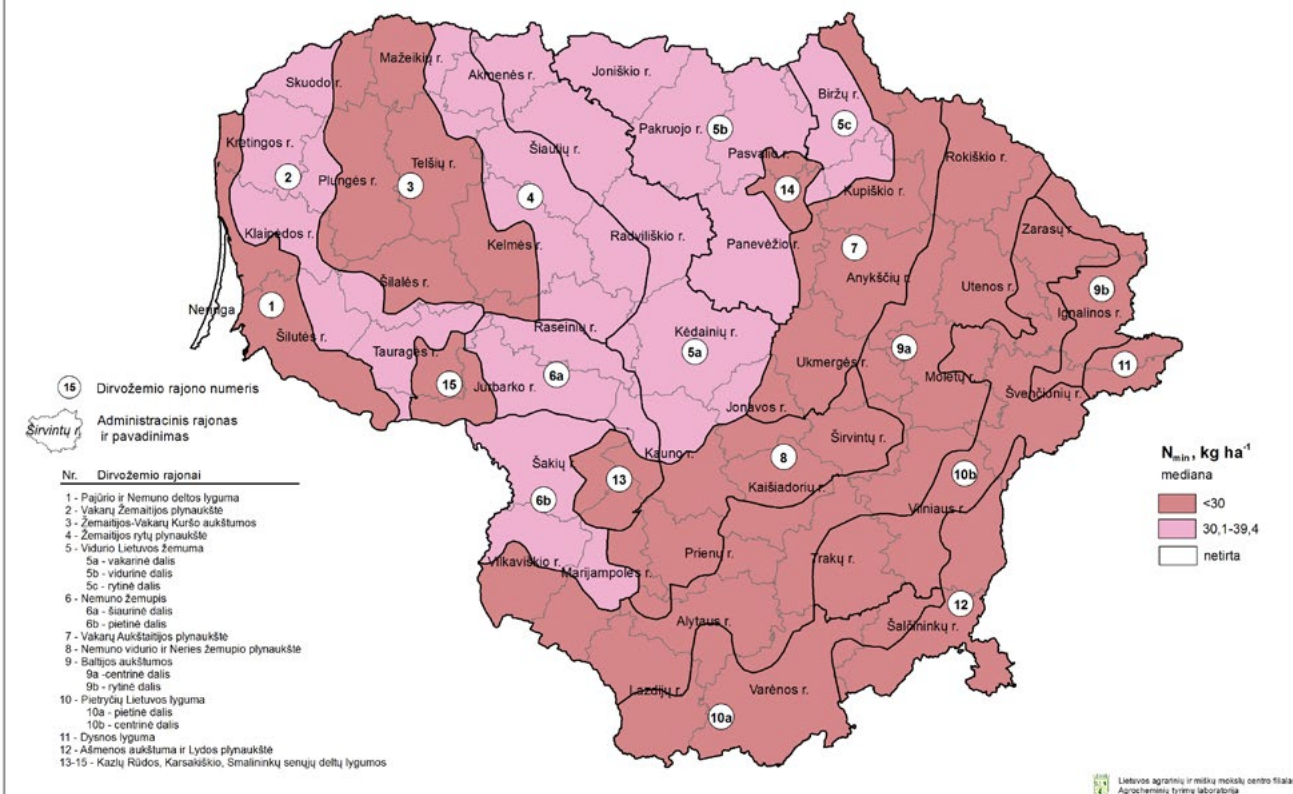 Mažeikių r.
Skuodo r.
Akmenės r.
Joniškio r.
Biržų r.
5c
Pakruojo r.
5b
Kretingos r.
2
Plungės r.
Telšių r.
3
Šiaulių r.
4
Pasvalio r.
14
Rokiškio r.
Kupiškio r.
Klaipėdos r.
Kelmės r.
Radviliškio r.
Panevėžio r.
7
Anykščių r.
Zarasų r.
Utenos r.
9b
Ignalinos r.
Neringa
1
Šilalės r.
Šilutės r.
Tauragės r.
Raseinių r.
Kėdainių r.
5a
Ukmergės r.
9a
Molėtų r.
11
Švenčionių r.
15
Jurbarko r.
6a
Jonavos r.
Širvintų r.
Kauno r.
8
Kaišiadorių r.
Šakių r.
13
6b
10b
Vilniaus r.
Vilkaviškio r.
Marijampolės r.
Prienų r.
Trakų r.
12
Šalčininkų r.
Alytaus r.
Lazdijų r.
Varėnos r.
10a
15 Dirvožemio rajono numeris
Širvintų r. Administracinis rajonas
ir pavadinimas
Nr. Dirvožemio rajonai
1 - Pajūrio ir Nemuno deltos lyguma
2 - Vakarų Žemaitijos plynaukštė
3 - Žemaitijos-Vakarų Kuršo aukštumos
4 - Žemaitijos rytų plynaukštė
5 - Vidurio Lietuvos žemuma
5a - vakarinė dalis
5b - vidurinė dalis
5c - rytinė dalis
6 - Nemuno žemupis
6a - šiaurinė dalis
6b - pietinė dalis
7 - Vakarų Aukštaitijos plynaukštė
8 - Nemuno vidurio ir Neries žemupio plynaukštė
9 - Baltijos aukštumos
9a -centrinė dalis
9b - rytinė dalis
10 - Pietryčių Lietuvos lyguma
10a - pietinė dalis
10b - centrinė dalis
11 - Dysnos lyguma
12 - Ašmenos aukštuma ir Lydos plynaukštė
13-15 - Kazlų Rūdos, Karsakiškio, Smalininkų senųjų deltų lygumos
Nmin, kg ha-1
mediana
<30
30,1-39,4
netirta
Lietuvos agrarinių ir miškų mokslų centro filialas
Agrocheminių tyrimų laboratorija